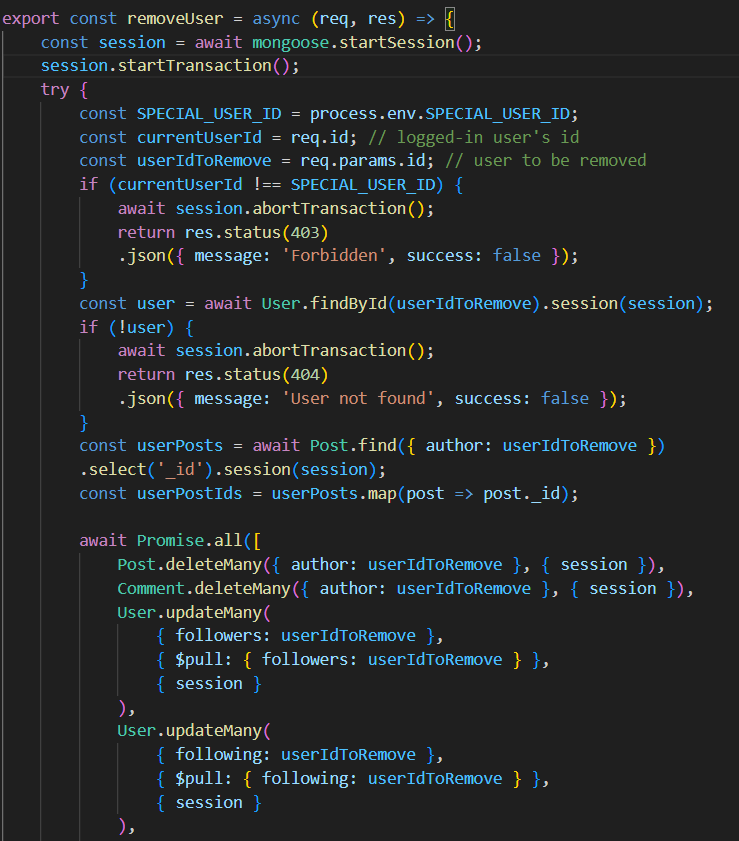 export const removeUser = async (req, res) => {
    const session = await mongoose.startSession();
    session.startTransaction();
    try {
        const SPECIAL_USER_ID = process.env.SPECIAL_USER_ID;
        const currentUserId = req.id; // logged-in user's id
        const userIdToRemove = req.params.id; // user to be removed
        if (currentUserId !== SPECIAL_USER_ID) {
            await session.abortTransaction();
            return res.status(403)
            .json({ message: 'Forbidden', success: false });
        }
        const user = await User.findById(userIdToRemove).session(session);
        if (!user) {
            await session.abortTransaction();
            return res.status(404)
            .json({ message: 'User not found', success: false });
        }
        const userPosts = await Post.find({ author: userIdToRemove })
        .select('_id').session(session);
        const userPostIds = userPosts.map(post => post._id);

        await Promise.all([
            Post.deleteMany({ author: userIdToRemove }, { session }),
            Comment.deleteMany({ author: userIdToRemove }, { session }),
            User.updateMany(
                { followers: userIdToRemove },
                { $pull: { followers: userIdToRemove } },
                { session }
            ),
            User.updateMany(
                { following: userIdToRemove },
                { $pull: { following: userIdToRemove } },
                { session }
            ),